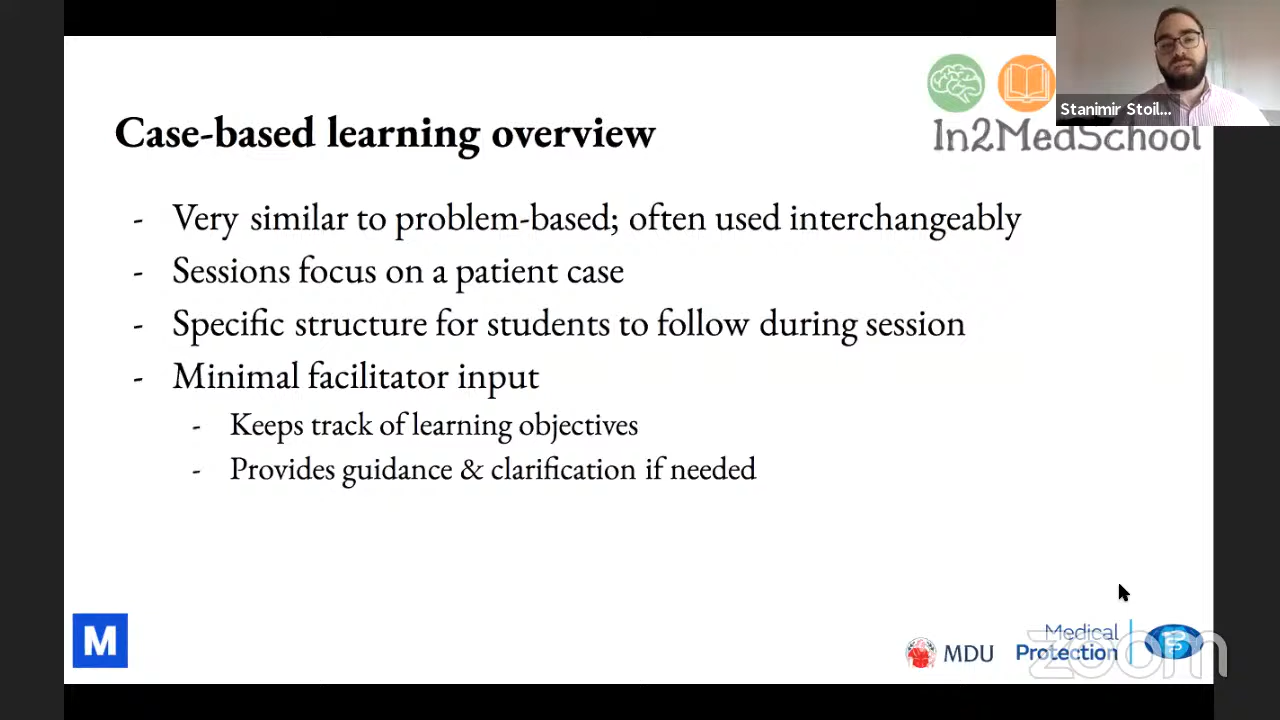 Stanimir Stoil...
In2MedSchool
Case-based learning overview
- Very similar to problem-based; often used interchangeably
- Sessions focus on a patient case
- Specific structure for students to follow during session
- Minimal facilitator input
- Keeps track of learning objectives
- Provides guidance & clarification if needed
M
MDU
Medical
Protection
zoom